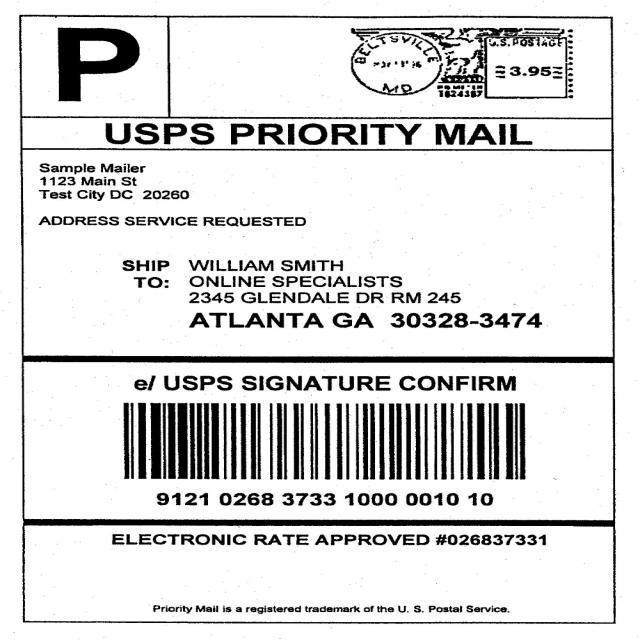 P
BELTSVILLE
MD
U.S. POSTAGE
3.95
PB METER
1624387
USPS PRIORITY MAIL
Sample Mailer
1123 Main St
Test City DC 20260
ADDRESS SERVICE REQUESTED
SHIP TO: WILLIAM SMITH
ONLINE SPECIALISTS
2345 GLENDALE DR RM 245
ATLANTA GA 30328-3474
e/ USPS SIGNATURE CONFIRM
9121 0268 3733 1000 0010 10
ELECTRONIC RATE APPROVED #026837331
Priority Mail is a registered trademark of the U. S. Postal Service.